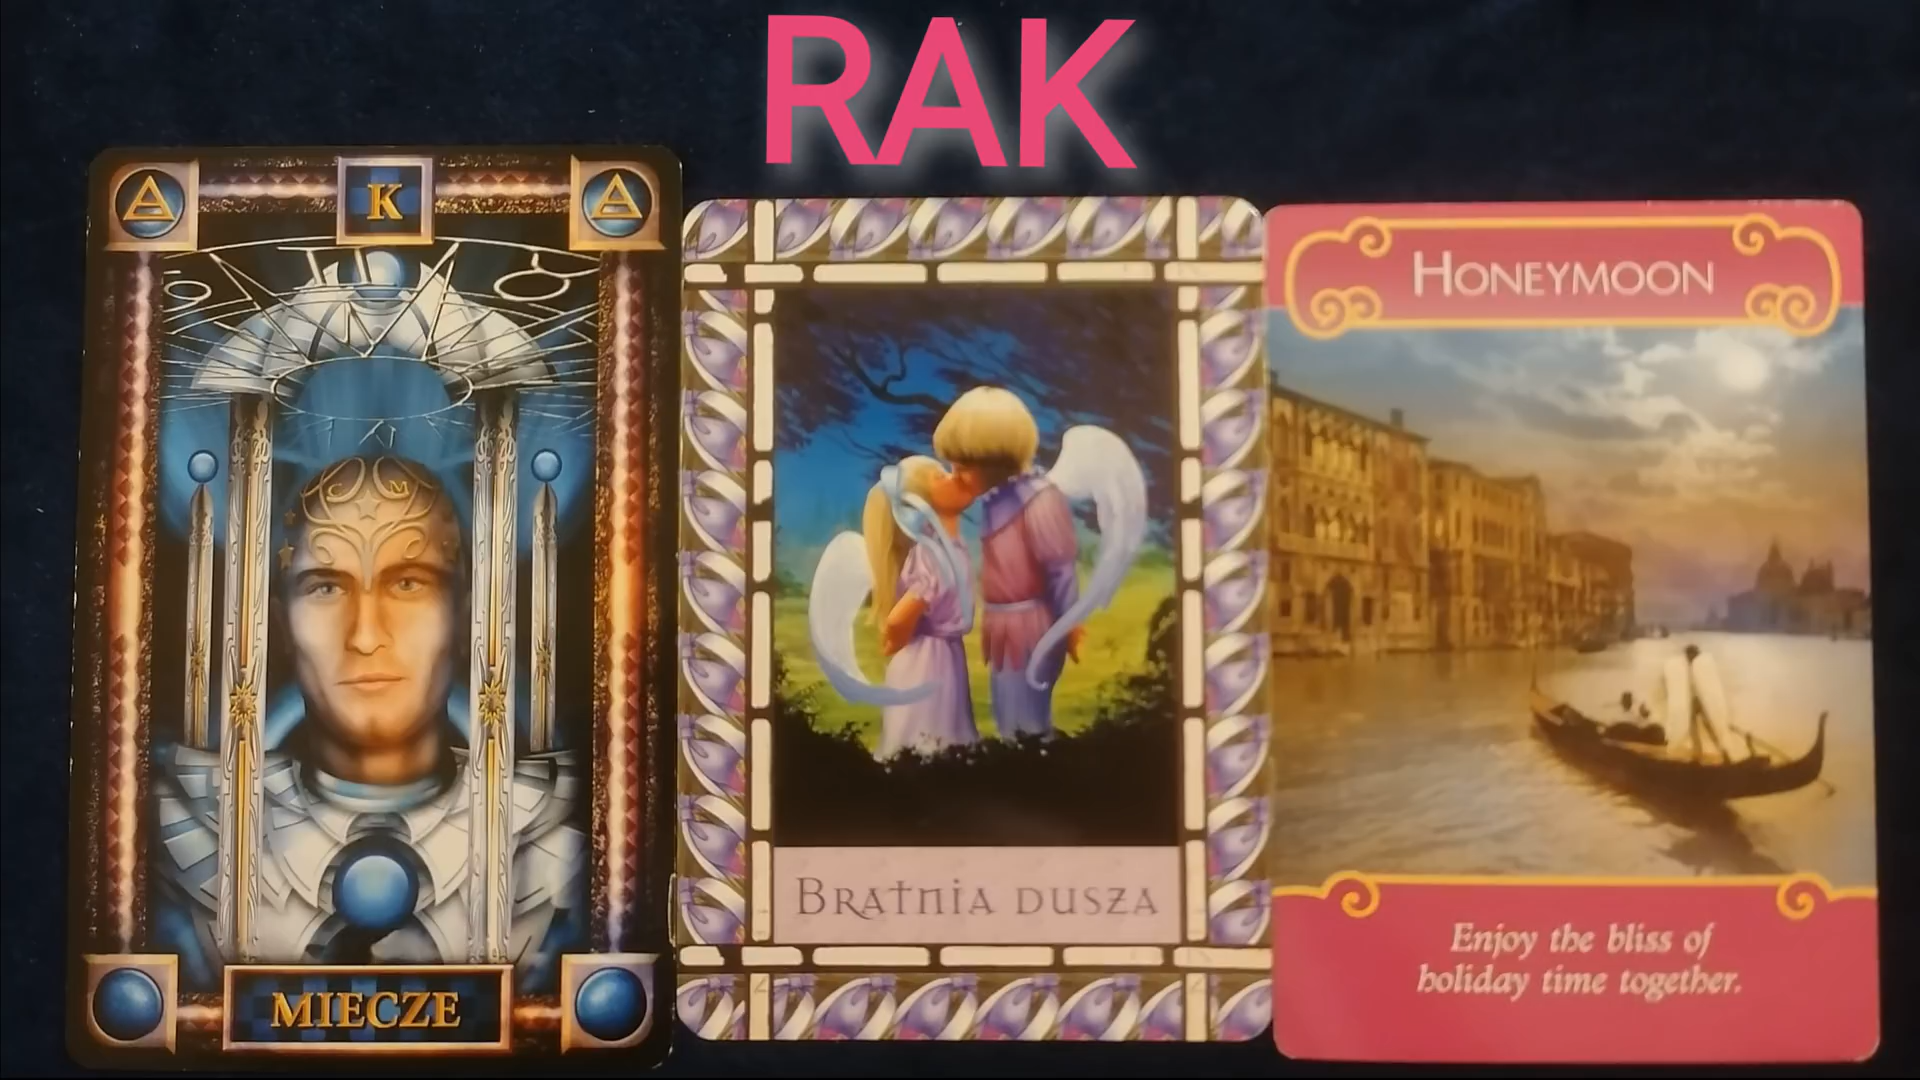 RAK
K
C M
MIECZE
Bratnia dusza
HONEYMOON
Enjoy the bliss of
holiday time together.